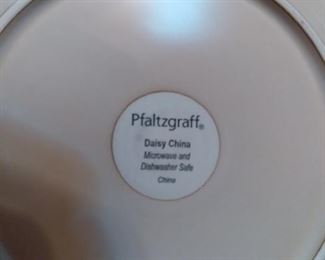 Pfaltzgraff®
Daisy China
Microwave and
Dishwasher Safe
China